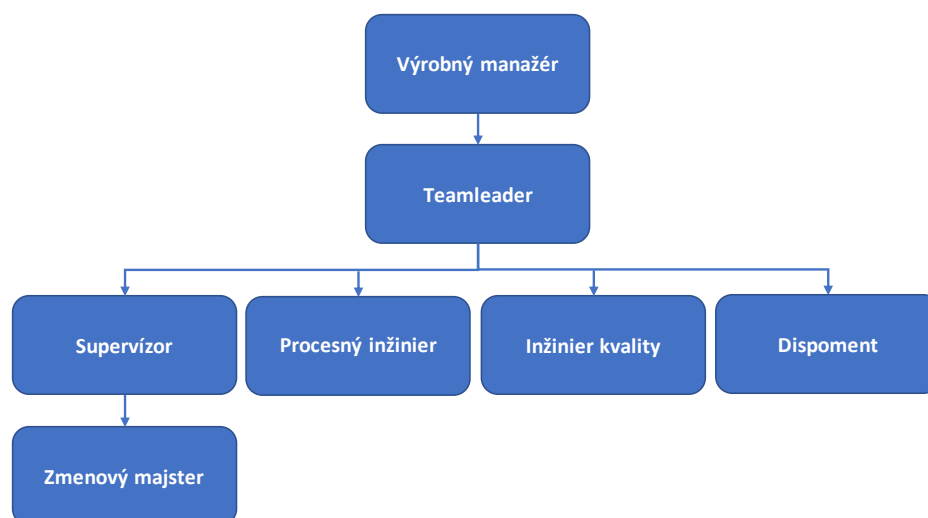 Výrobný manažér
Teamleader
Supervízor
Procesný inžinier
Inžinier kvality
Dispoment
Zmenový majster